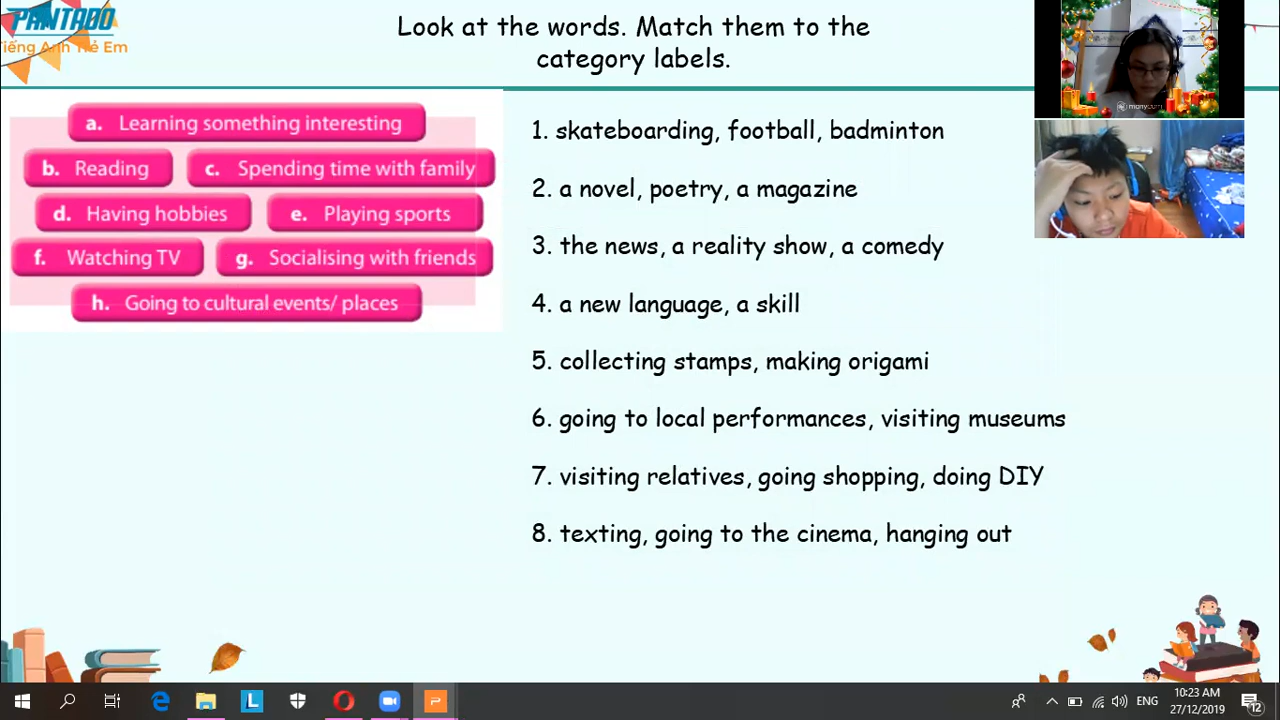 PANTADO
Tiếng Anh Trẻ Em
Look at the words. Match them to the
category labels.
a. Learning something interesting
b. Reading
c. Spending time with family
d. Having hobbies
e. Playing sports
f. Watching TV
g. Socialising with friends
h. Going to cultural events/ places
1. skateboarding, football, badminton
2. a novel, poetry, a magazine
3. the news, a reality show, a comedy
4. a new language, a skill
5. collecting stamps, making origami
6. going to local performances, visiting museums
7. visiting relatives, going shopping, doing DIY
8. texting, going to the cinema, hanging out
manycam
ENG
10:23 AM
27/12/2019
12